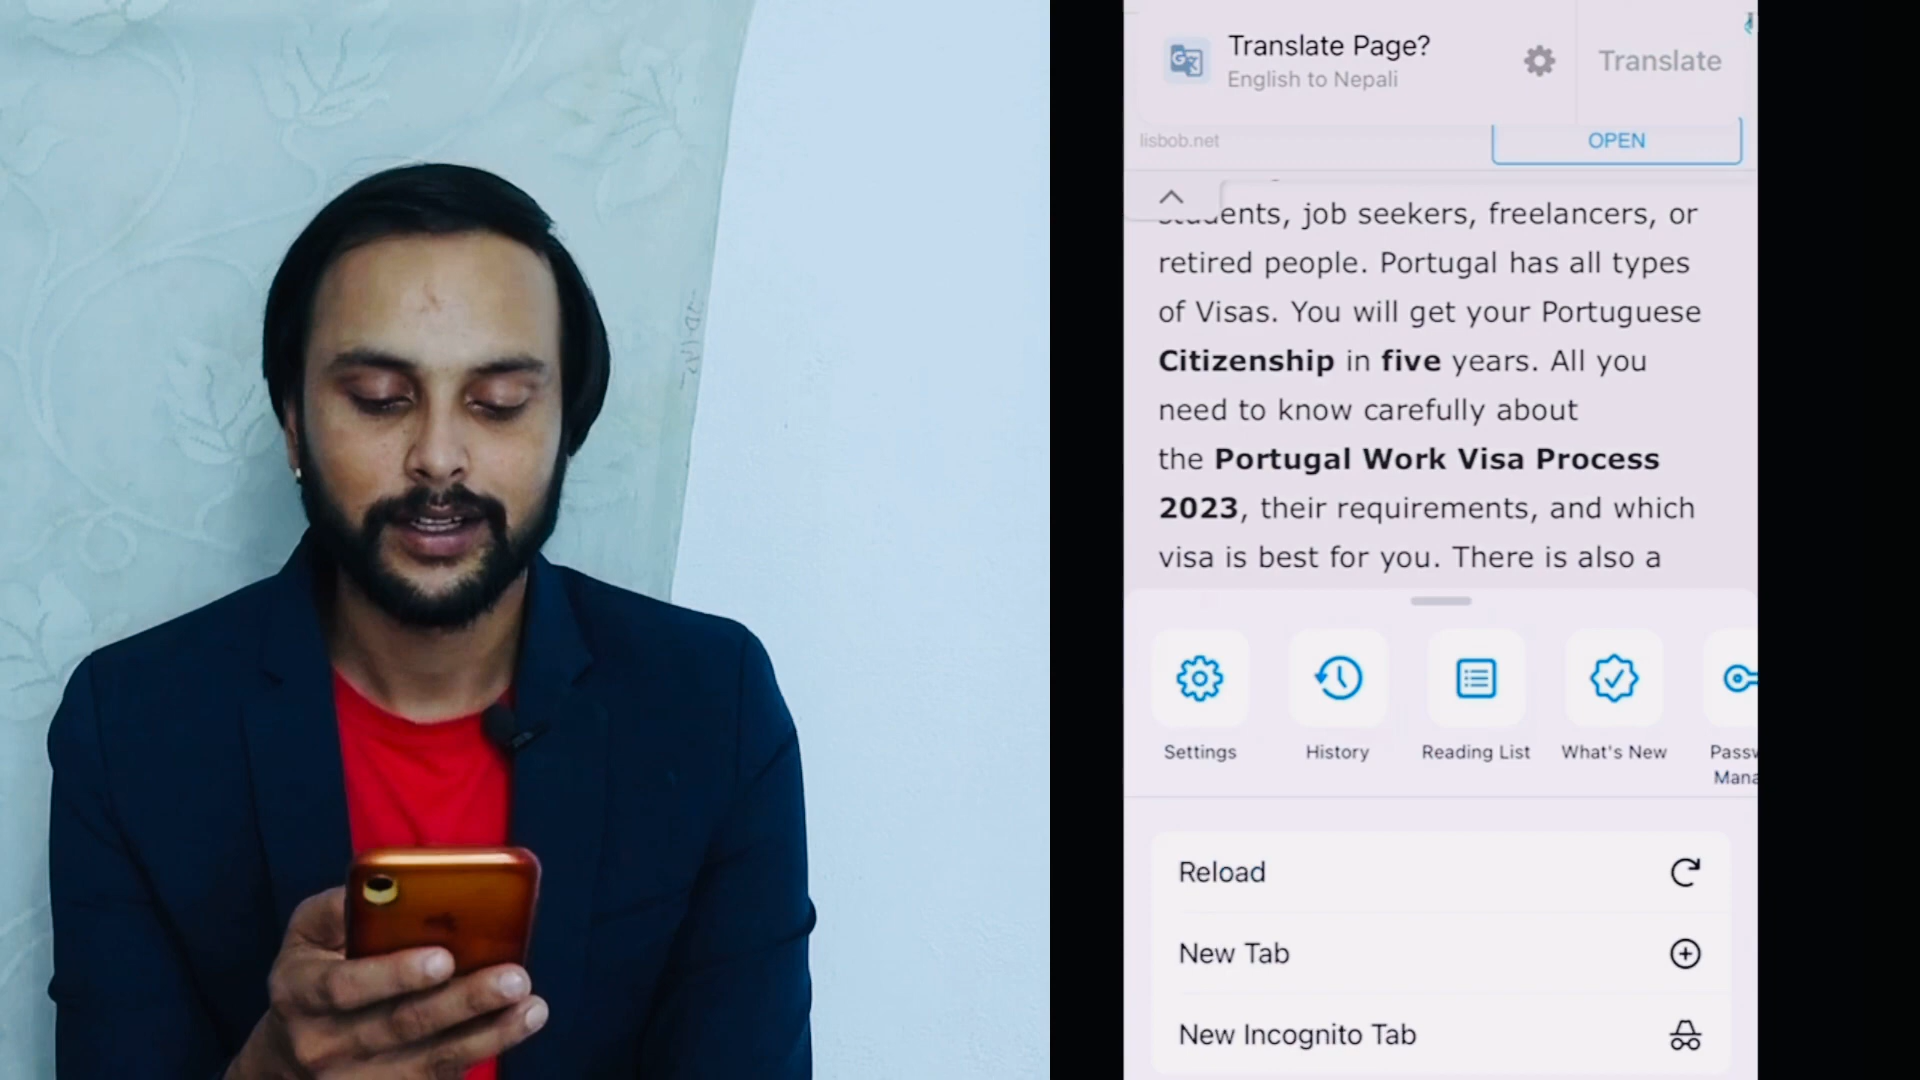 Translate Page?
English to Nepali
Translate
lisbob.net
OPEN
students, job seekers, freelancers, or
retired people. Portugal has all types
of Visas. You will get your Portuguese
Citizenship in five years. All you
need to know carefully about
the Portugal Work Visa Process
2023, their requirements, and which
visa is best for you. There is also a
Settings
History
Reading List
What's New
Reload
New Tab
New Incognito Tab